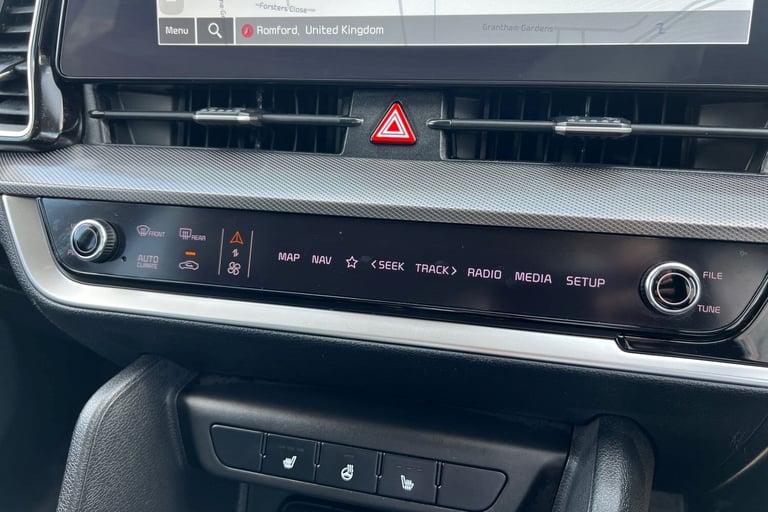 Forsters Close
Menu
Romford, United Kingdom
Grantham Gardens
FRONT
REAR
AUTO
CLIMATE
MAP NAV <SEEK TRACK> RADIO MEDIA SETUP
FILE
TUNE